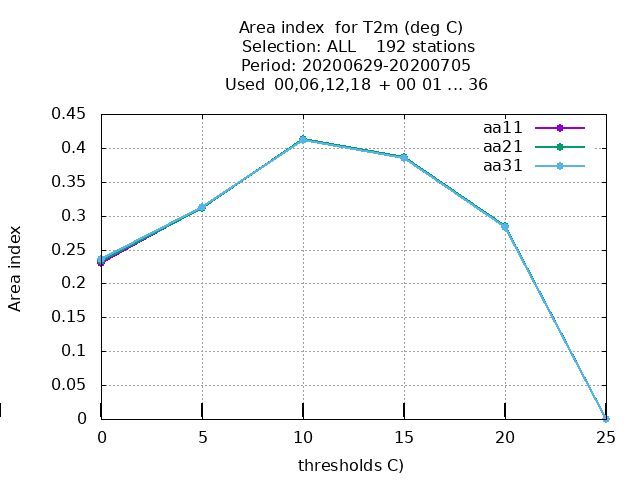 Area index  for T2m (deg C)
Selection: ALL    192 stations
Period: 20200629-20200705
Used  00,06,12,18 + 00 01 ... 36
0.45
0.4
0.35
0.3
0.25
0.2
0.15
0.1
0.05
0
Area index
aa11
aa21
aa31
0 5 10 15 20 25
thresholds C)